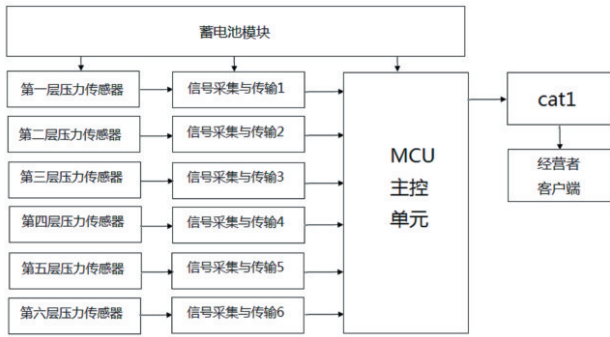 蓄电池模块
第一层压力传感器
信号采集与传输1
第二层压力传感器
信号采集与传输2
第三层压力传感器
信号采集与传输3
第四层压力传感器
信号采集与传输4
第五层压力传感器
信号采集与传输5
第六层压力传感器
信号采集与传输6
MCU
主控
单元
cat1
经营者
客户端